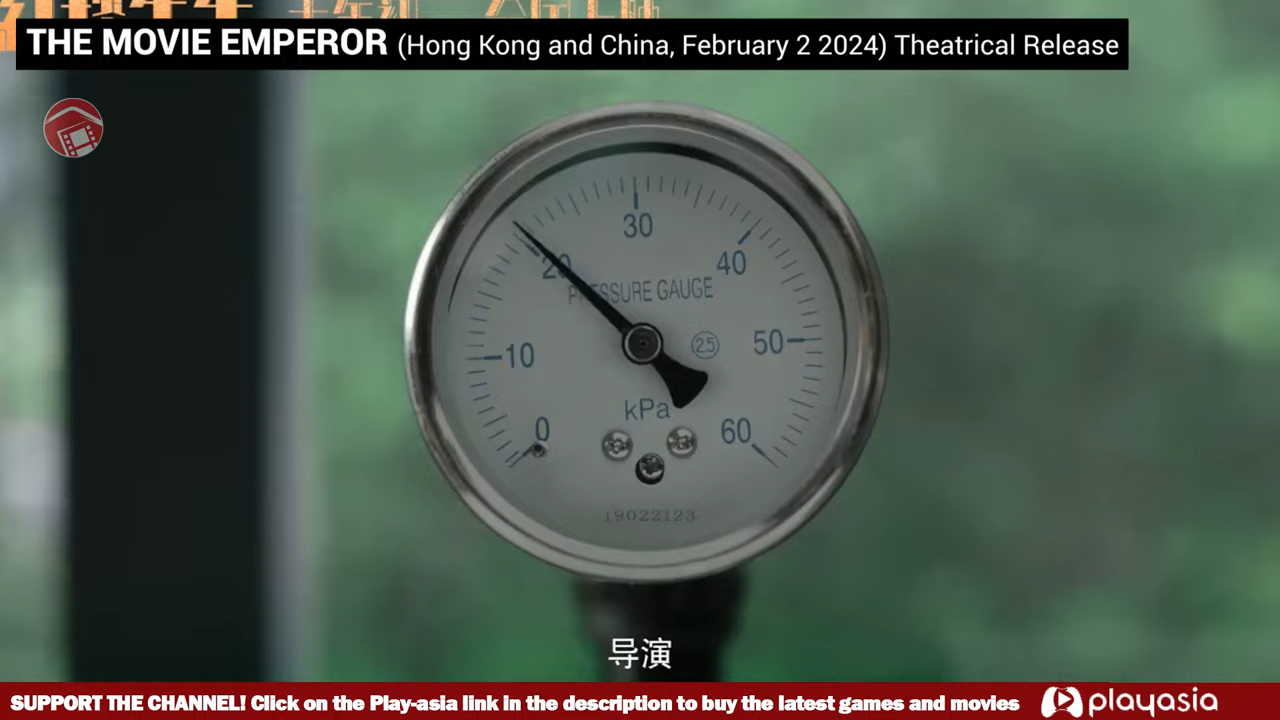 THE MOVIE EMPEROR (Hong Kong and China, February 2 2024) Theatrical Release
30
20
40
PRESSURE GAUGE
10
2.5
50
kPa
0
60
19022123
导演
SUPPORT THE CHANNEL! Click on the Play-asia link in the description to buy the latest games and movies
playasia